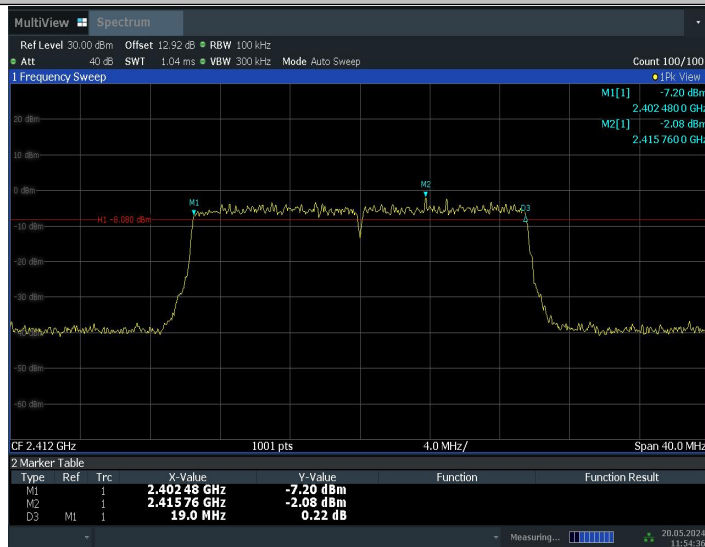 MultiView Spectrum
Ref Level 30.00 dBm Offset 12.92 dB RBW 100 kHz
Att 40 dB SWT 1.04 ms VBW 300 kHz Mode Auto Sweep Count 100/100
1 Frequency Sweep 1Pk View
M1[1] -7.20 dBm
2.402 480 0 GHz
M2[1] -2.08 dBm
2.415 760 0 GHz
20 dBm
10 dBm
0 dBm
M2
M1
D3
H1 -8.080 dBm
-10 dBm
-20 dBm
-30 dBm
-50 dBm
-60 dBm
CF 2.412 GHz 1001 pts 4.0 MHz/ Span 40.0 MHz
2 Marker Table
Type Ref Trc X-Value Y-Value Function Function Result
M1 1 2.402 48 GHz -7.20 dBm
M2 1 2.415 76 GHz -2.08 dBm
D3 M1 1 19.0 MHz 0.22 dB
Measuring... 20.05.2024
11:54:36